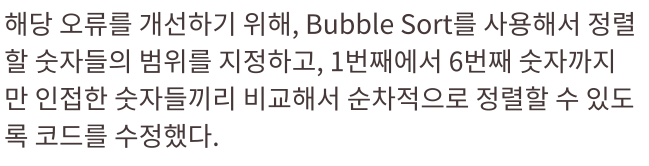 해당 오류를 개선하기 위해, Bubble Sort를 사용해서 정렬
할 숫자들의 범위를 지정하고, 1번째에서 6번째 숫자까지
만 인접한 숫자들끼리 비교해서 순차적으로 정렬할 수 있도
록 코드를 수정했다.